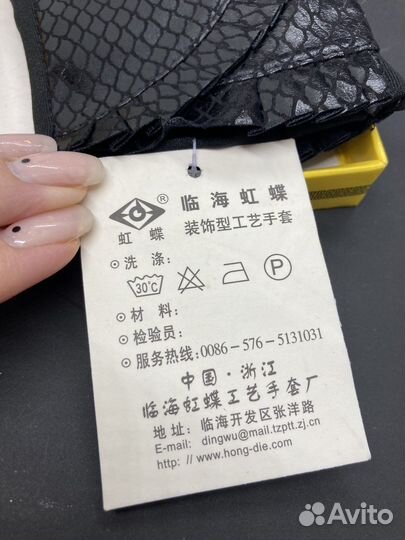 ®
临海虹蝶
虹 蝶
装饰型工艺手套
⊙洗 涤:
30℃ P
⊙材 料:
⊙检验员:
⊙服务热线:0086-576-5131031
中国·浙江
临海虹蝶工艺手套厂
地址: 临海开发区张洋路
E-mail: dingwu@mail.tzptt.zj.cn
http: // www.hong-die.com
Avito